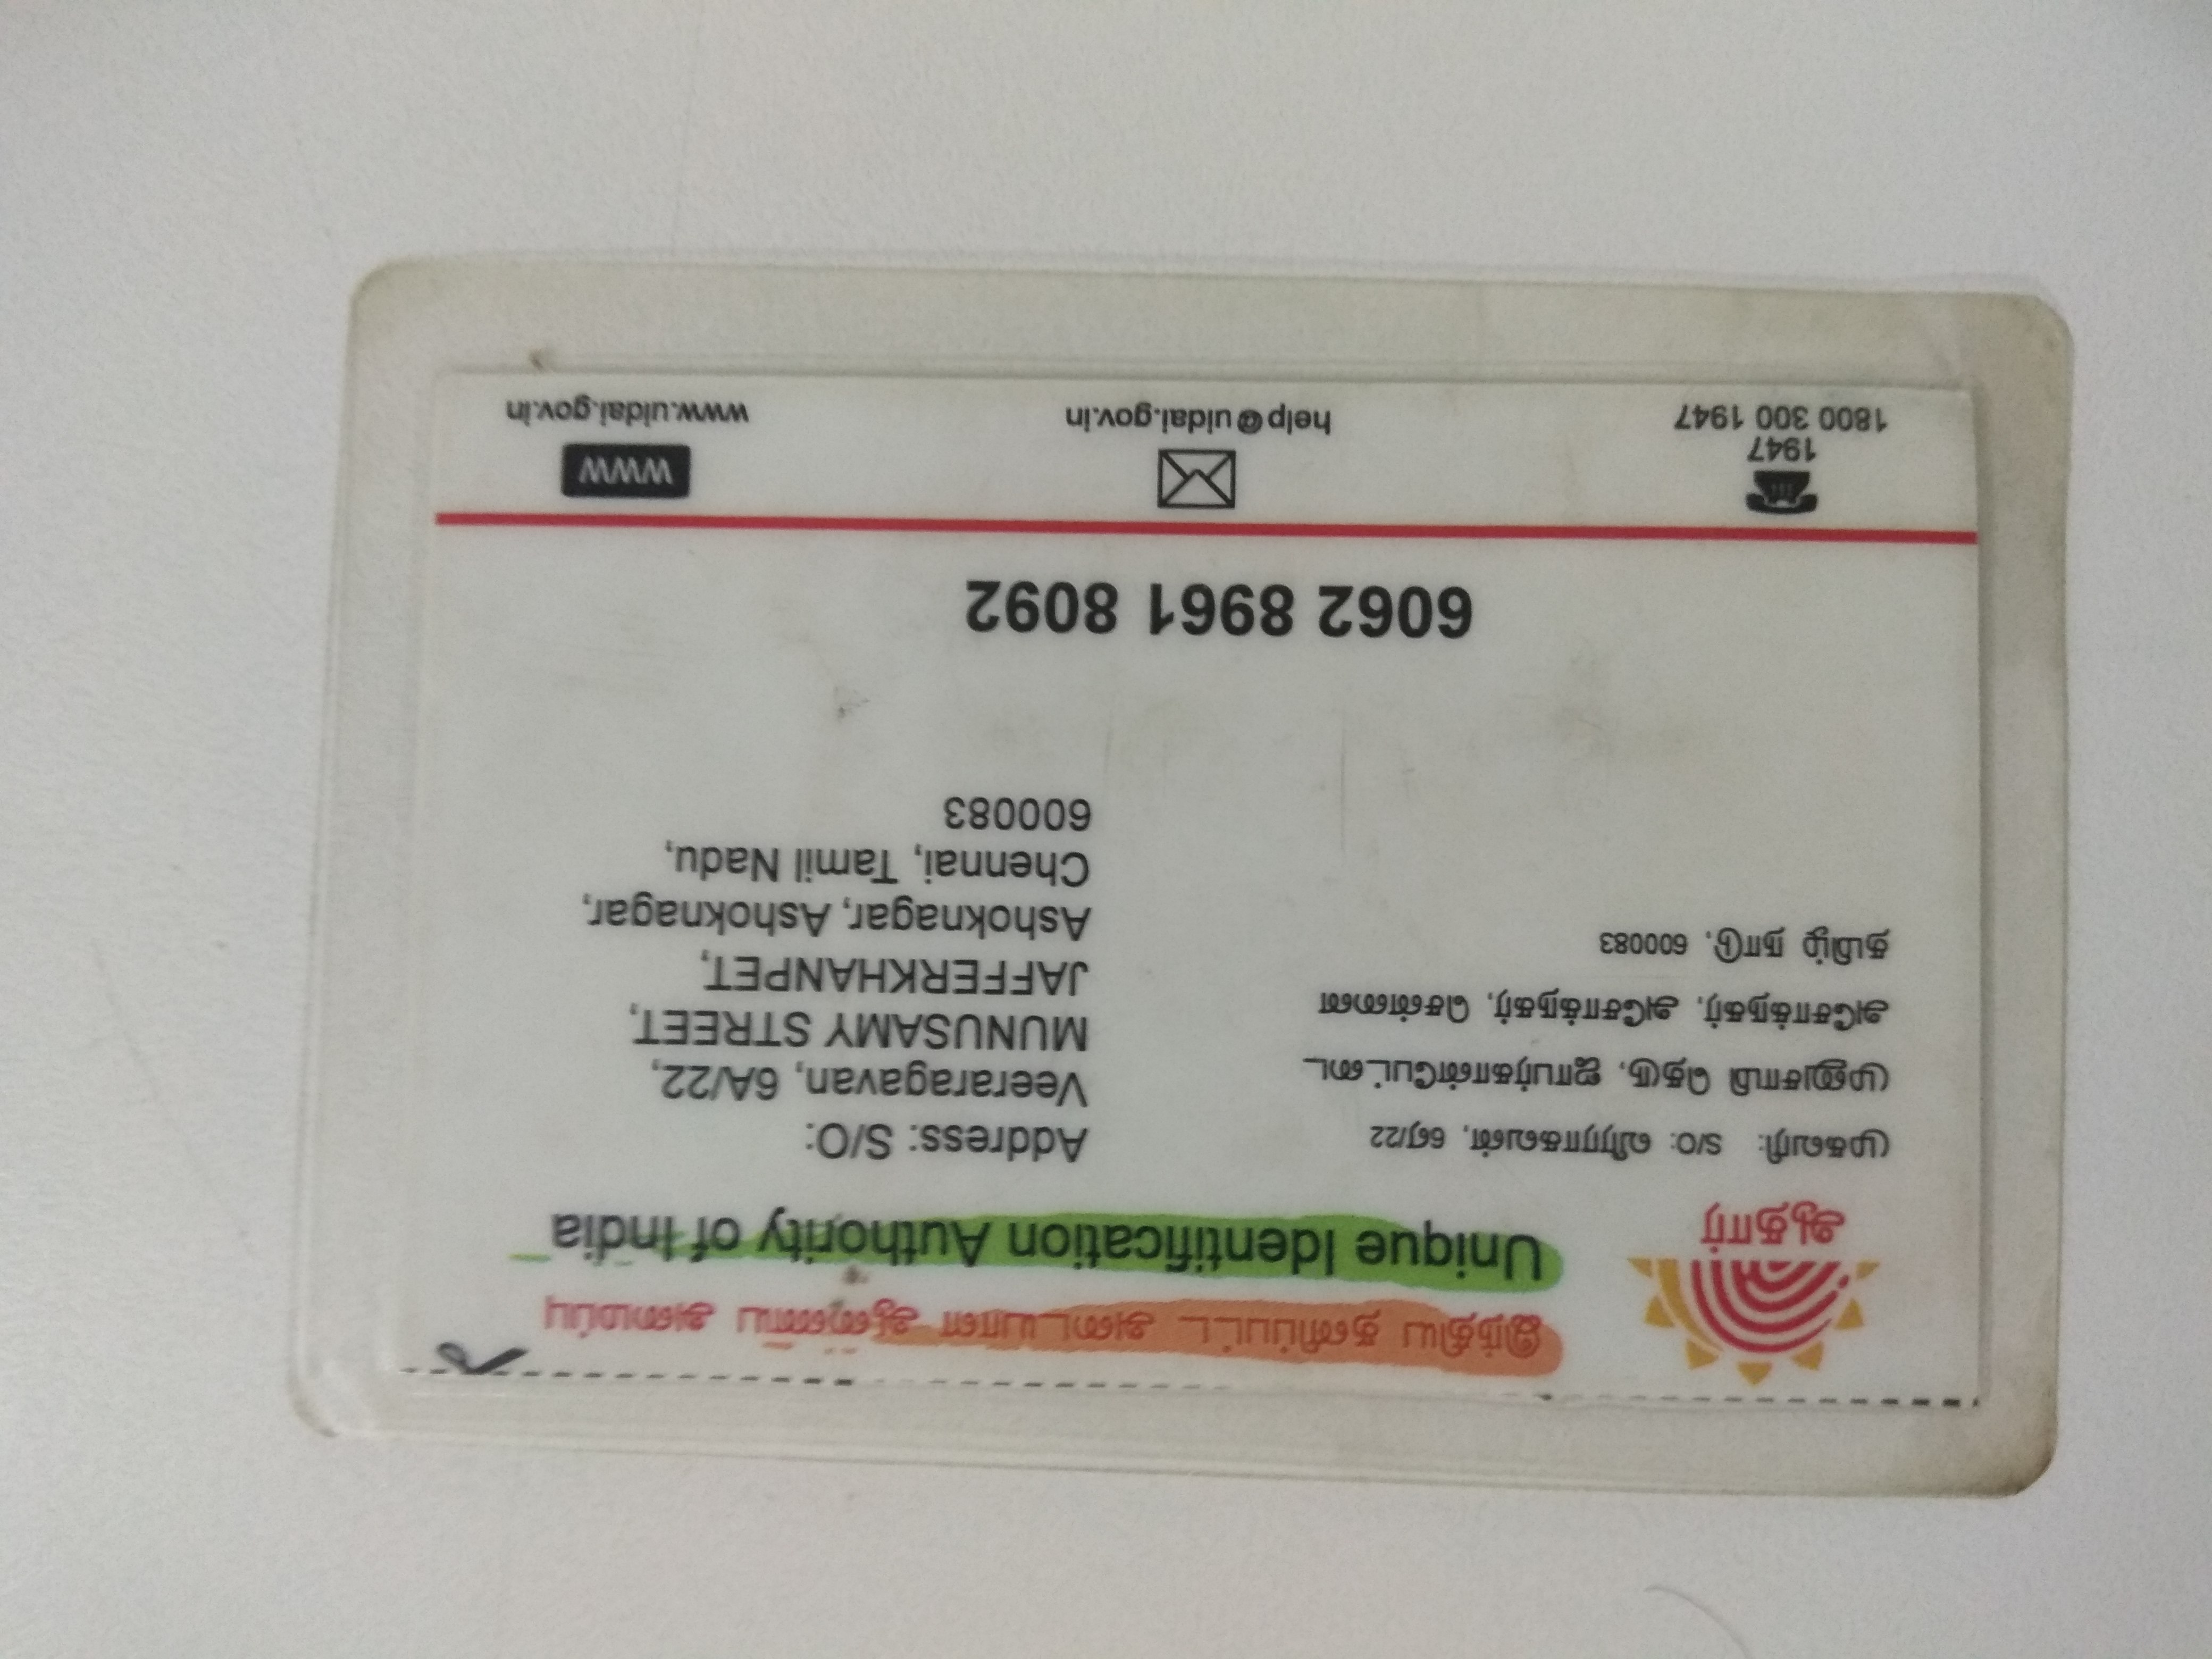 இந்திய தனிப்பட்ட அடையாள ஆணைய அமைப்பு
Unique Identification Authority of India
ஆதார்
முகவரி: S/O: வீரராகவன், 6ஏ/22
முனுசாமி தெரு, ஜாபர்கான்பேட்டை
அசோக்நகர், அசோக்நகர், சென்னை
தமிழ் நாடு, 600083
Address: S/O:
Veeraragavan, 6A/22,
MUNUSAMY STREET,
JAFFERKHANPET,
Ashoknagar, Ashoknagar,
Chennai, Tamil Nadu,
600083
6062 8961 8092
1947
1800 300 1947
help@uidai.gov.in
WWW
www.uidai.gov.in